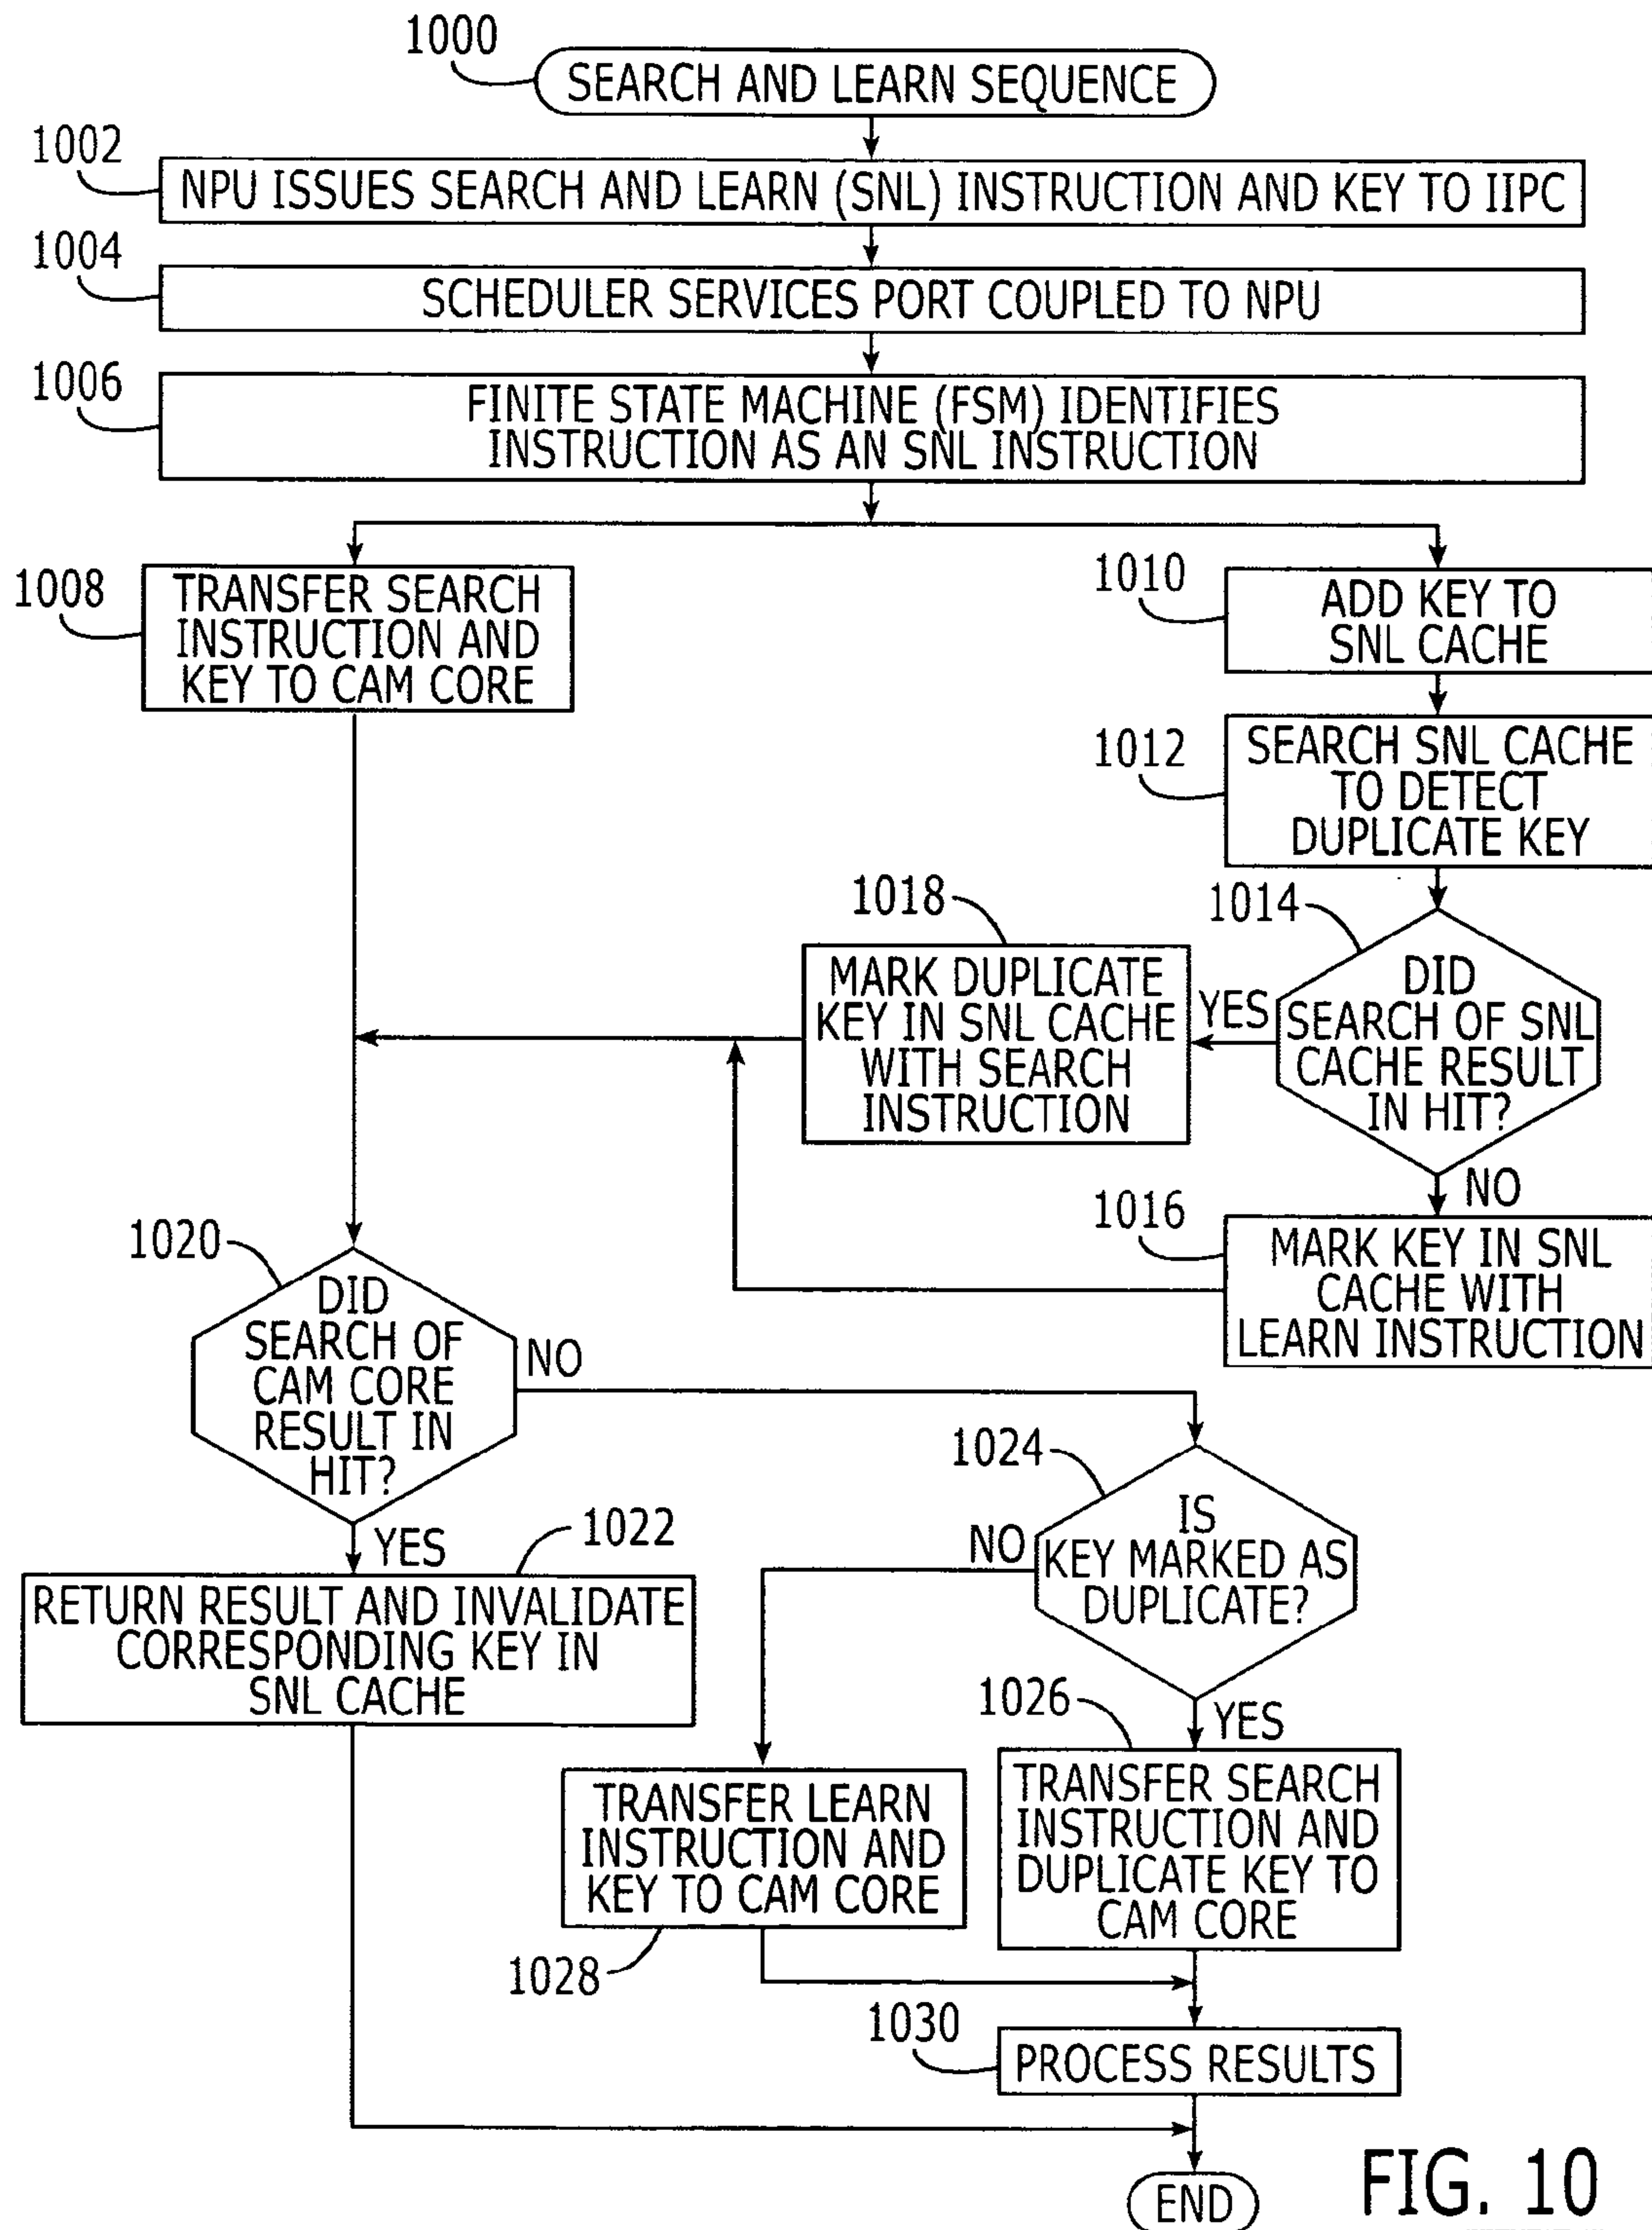 1000
SEARCH AND LEARN SEQUENCE
1002
NPU ISSUES SEARCH AND LEARN (SNL) INSTRUCTION AND KEY TO IIPC
1004
SCHEDULER SERVICES PORT COUPLED TO NPU
1006
FINITE STATE MACHINE (FSM) IDENTIFIES
INSTRUCTION AS AN SNL INSTRUCTION
1008
TRANSFER SEARCH
INSTRUCTION AND
KEY TO CAM CORE
1010
ADD KEY TO
SNL CACHE
1012
SEARCH SNL CACHE
TO DETECT
DUPLICATE KEY
1014
DID
SEARCH OF SNL
CACHE RESULT
IN HIT?
YES
1018
MARK DUPLICATE
KEY IN SNL CACHE
WITH SEARCH
INSTRUCTION
NO
1016
MARK KEY IN SNL
CACHE WITH
LEARN INSTRUCTION
1020
DID
SEARCH OF
CAM CORE
RESULT IN
HIT?
NO
YES
1022
RETURN RESULT AND INVALIDATE
CORRESPONDING KEY IN
SNL CACHE
1024
IS
KEY MARKED AS
DUPLICATE?
NO
YES
1026
TRANSFER SEARCH
INSTRUCTION AND
DUPLICATE KEY TO
CAM CORE
TRANSFER LEARN
INSTRUCTION AND
KEY TO CAM CORE
1028
1030
PROCESS RESULTS
END
FIG. 10